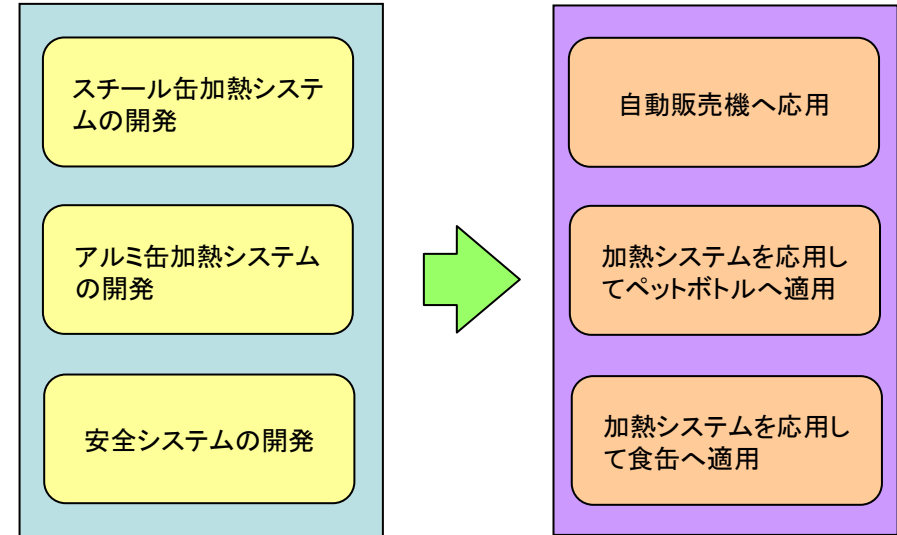 スチール缶加熱システ
ムの開発
アルミ缶加熱システム
の開発
安全システムの開発
自動販売機へ応用
加熱システムを応用し
てペットボトルへ適用
加熱システムを応用し
て食缶へ適用